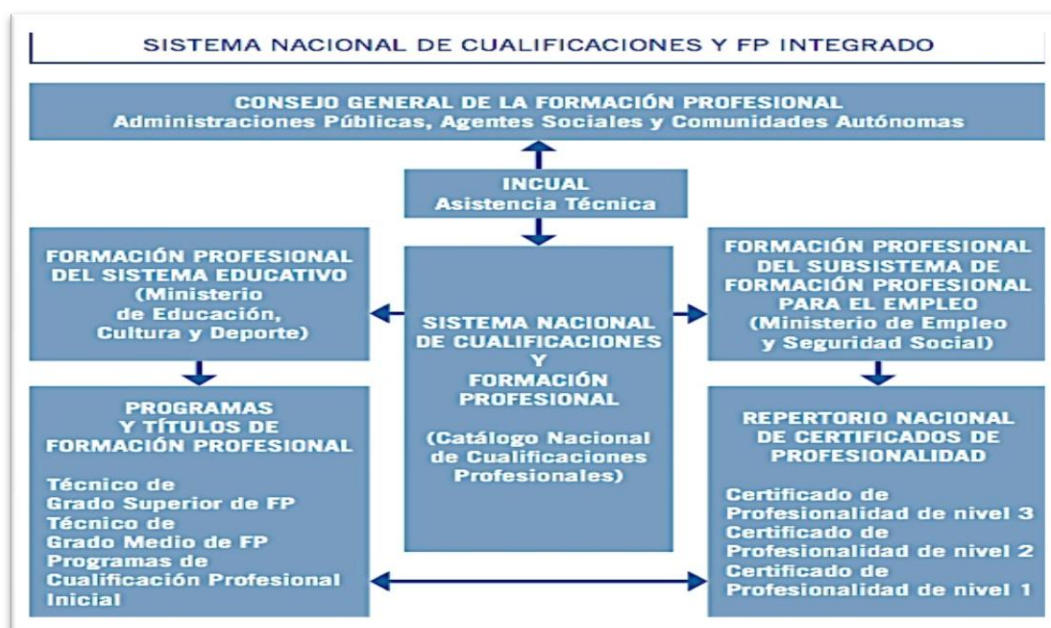 SISTEMA NACIONAL DE CUALIFICACIONES Y FP INTEGRADO
CONSEJO GENERAL DE LA FORMACIÓN PROFESIONAL
Administraciones Públicas, Agentes Sociales y Comunidades Autónomas
INCUAL
Asistencia Técnica
FORMACIÓN PROFESIONAL
DEL SISTEMA EDUCATIVO
(Ministerio
de Educación,
Cultura y Deporte)
SISTEMA NACIONAL
DE CUALIFICACIONES
Y
FORMACIÓN
PROFESIONAL
(Catálogo Nacional
de Cualificaciones
Profesionales)
FORMACIÓN PROFESIONAL
DEL SUBSISTEMA DE
FORMACIÓN PROFESIONAL
PARA EL EMPLEO
(Ministerio de Empleo
y Seguridad Social)
PROGRAMAS
Y TÍTULOS DE
FORMACIÓN PROFESIONAL
Técnico de
Grado Superior de FP
Técnico de
Grado Medio de FP
Programas de
Cualificación Profesional
Inicial
REPERTORIO NACIONAL
DE CERTIFICADOS DE
PROFESIONALIDAD
Certificado de
Profesionalidad de nivel 3
Certificado de
Profesionalidad de nivel 2
Certificado de
Profesionalidad de nivel 1